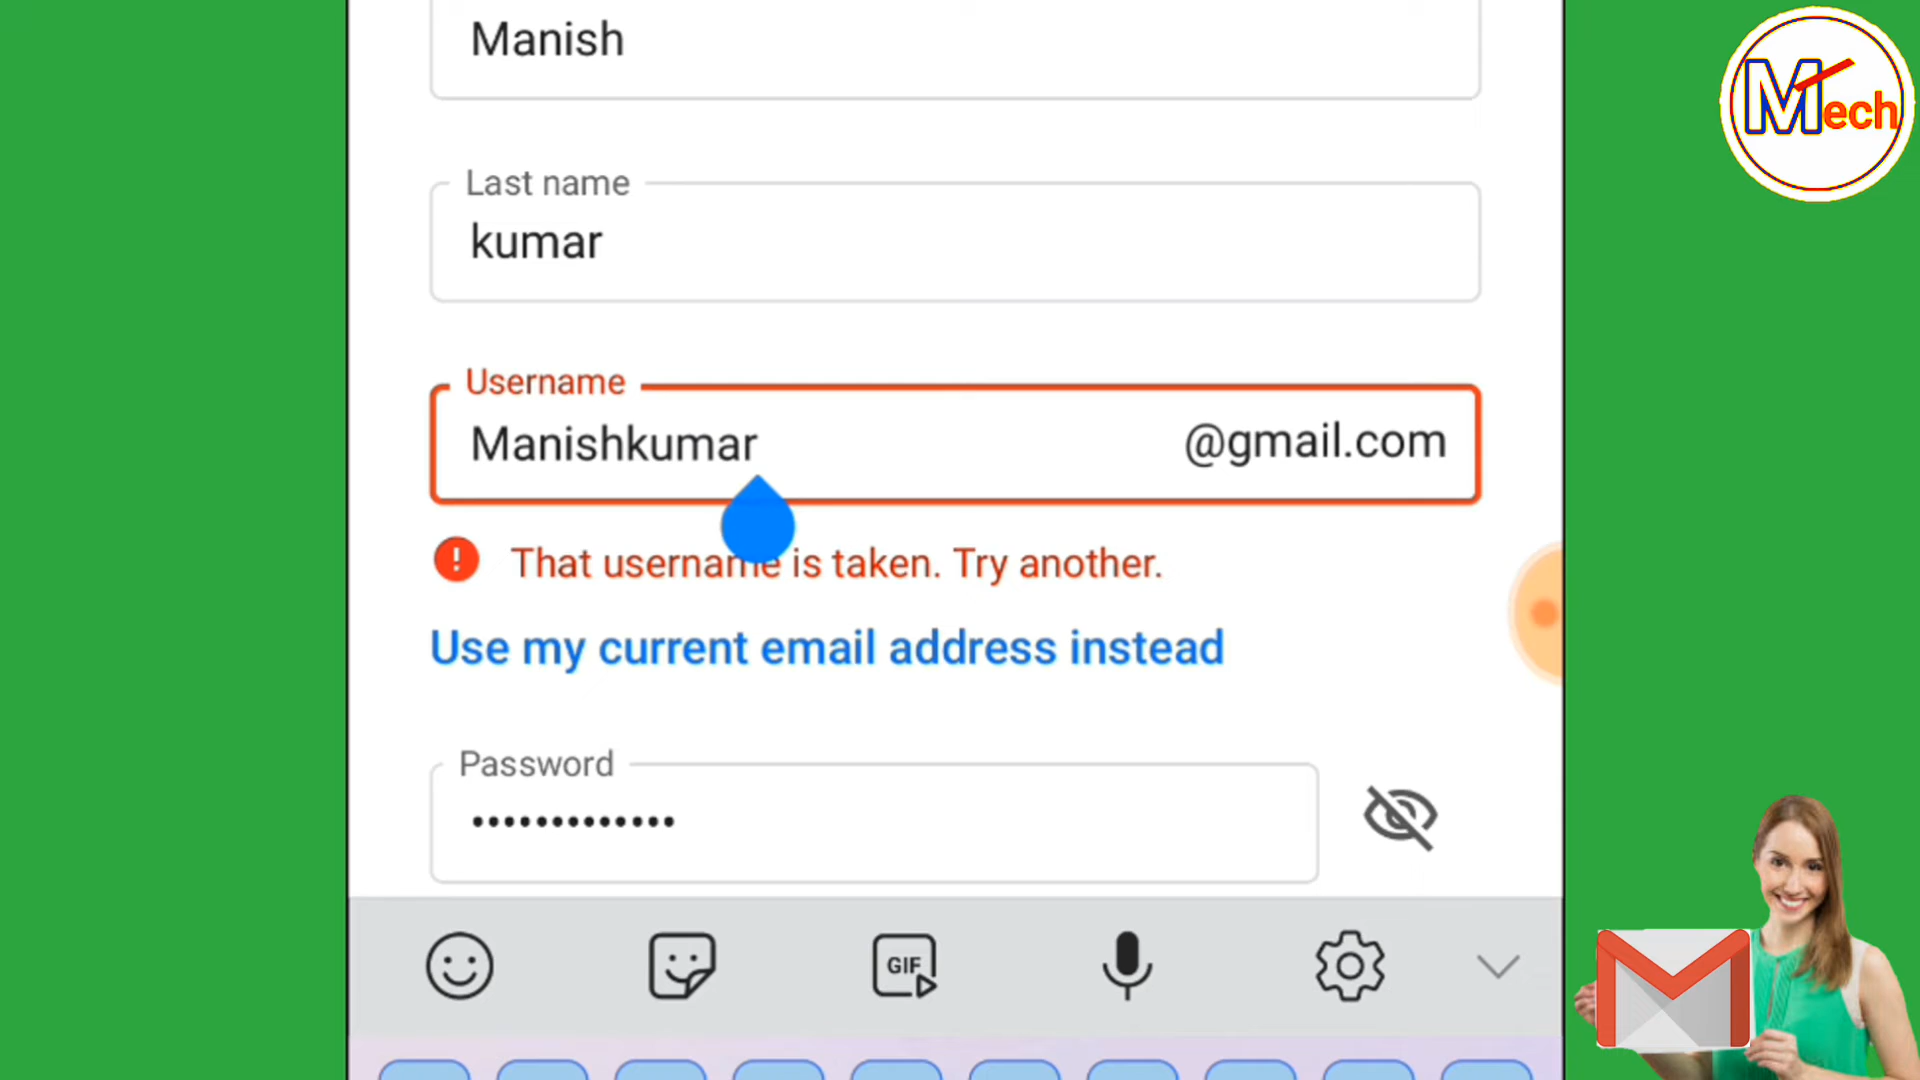 Manish
Mech
Last name
kumar
Username
Manishkumar
@gmail.com
That username is taken. Try another.
Use my current email address instead
Password
GIF